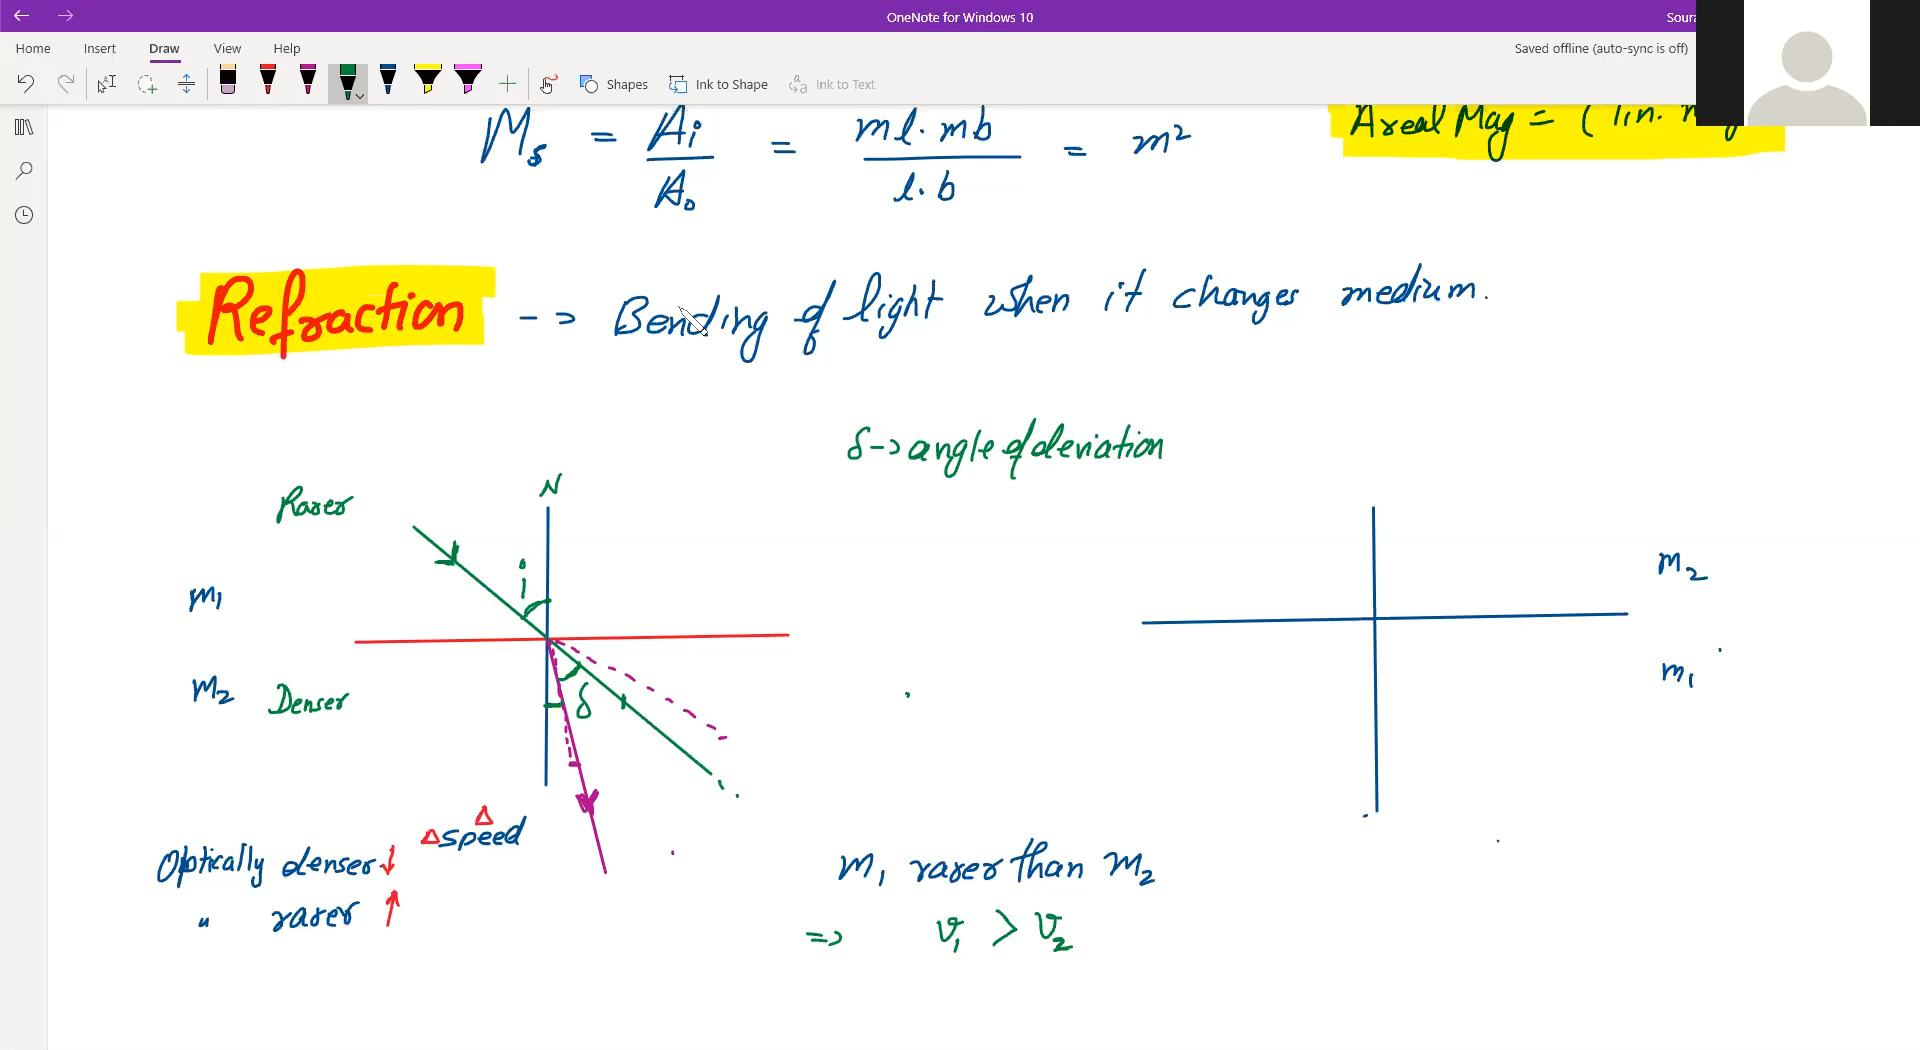 OneNote for Windows 10
Home Insert Draw View Help
Saved offline (auto-sync is off)
Shapes Ink to Shape Ink to Text
Ms = Ai / Ao = ml. mb / l. b = m²
Areal Mag = ( lin.
Refraction --> Bending of light when it changes medium.
δ -> angle of deviation
N
Rarer
i
m₁
m₂
m₂
Denser
δ
m₁
Δspeed
Δ
Optically denser ↓
" rarer ↑
m₁ rarer than m₂
=> v₁ > v₂